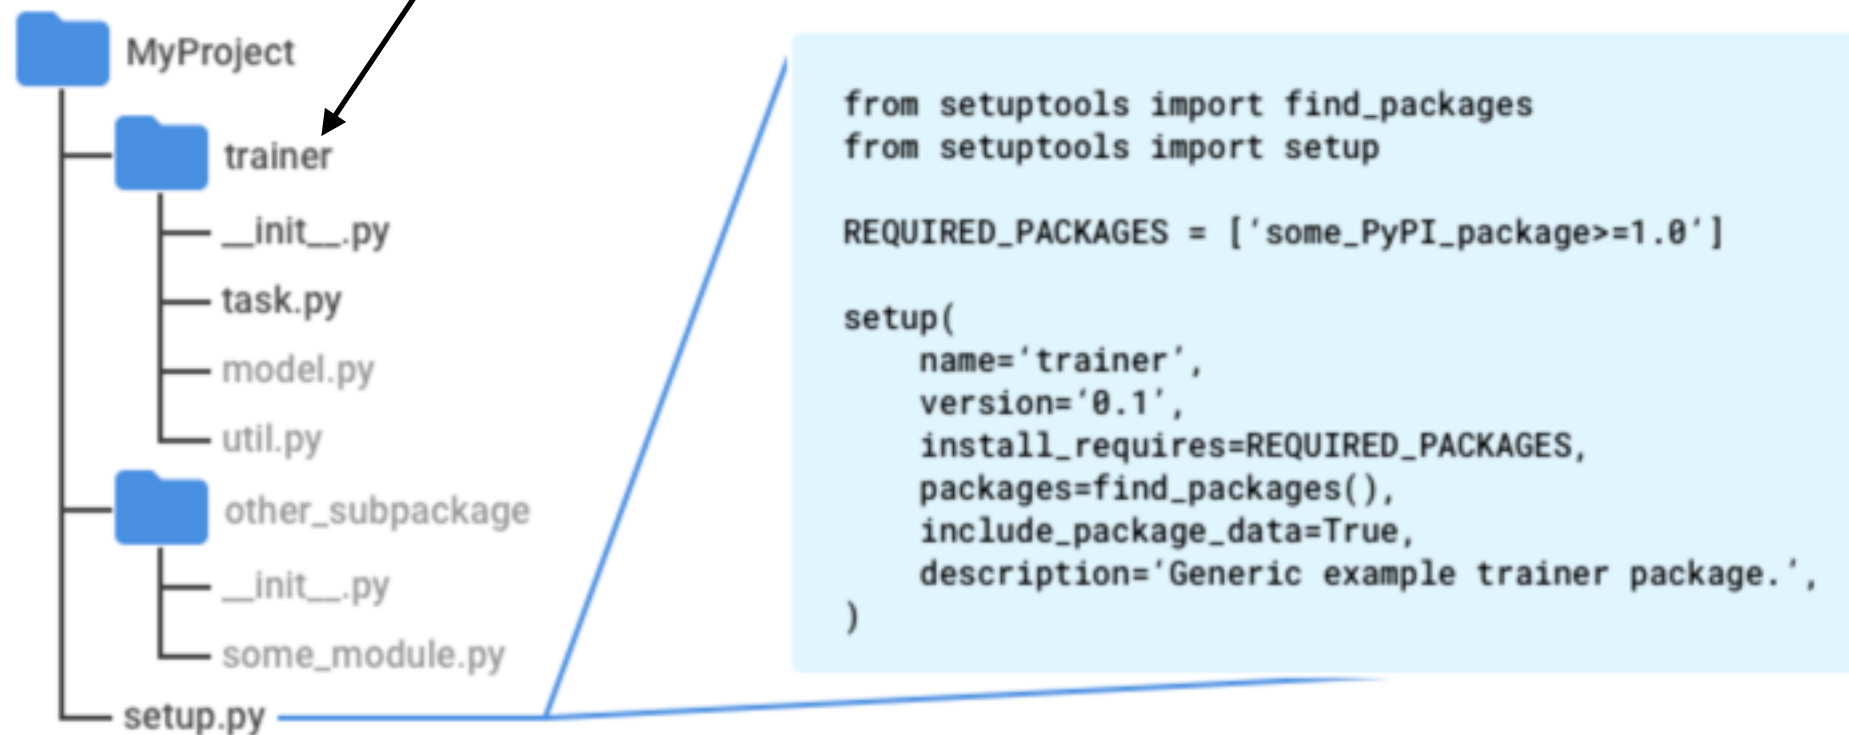 MyProject
trainer
__init__.py
task.py
model.py
util.py
other_subpackage
__init__.py
some_module.py
setup.py
from setuptools import find_packages
from setuptools import setup
REQUIRED_PACKAGES = [‘some_PyPI_package>=1.0’]
setup(
    name=‘trainer’,
    version=‘0.1’,
    install_requires=REQUIRED_PACKAGES,
    packages=find_packages(),
    include_package_data=True,
    description=‘Generic example trainer package.’,
)